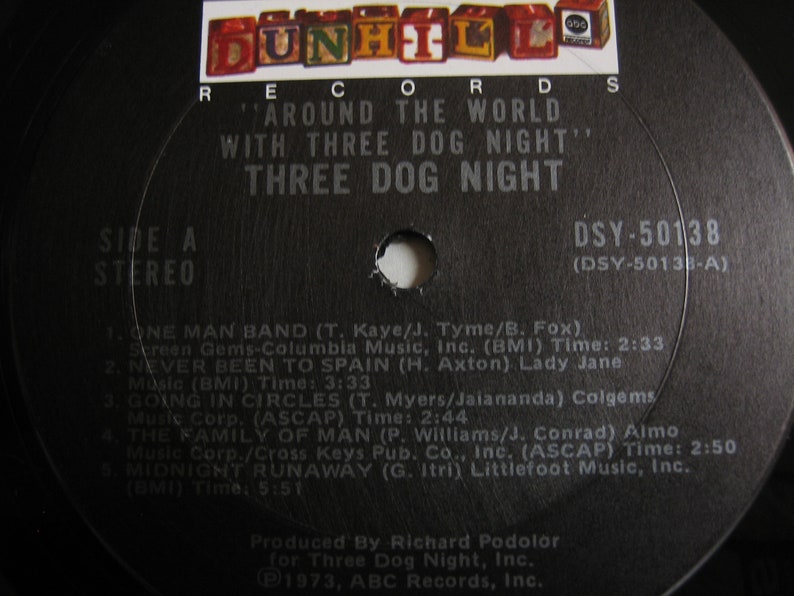 DUNHILL
abc
RECORDS
"AROUND THE WORLD
WITH THREE DOG NIGHT"
THREE DOG NIGHT
SIDE A
STEREO
DSY-50138
(DSY-50138-A)
1. ONE MAN BAND (T. Kaye/J. Tyme/B. Fox)
Screen Gems-Columbia Music, Inc. (BMI) Time: 2:33
2. NEVER BEEN TO SPAIN (H. Axton) Lady Jane
Music (BMI) Time: 3:33
3. GOING IN CIRCLES (T. Myers/Jaiananda) Colgems
Music Corp. (ASCAP) Time: 2:44
4. THE FAMILY OF MAN (P. Williams/J. Conrad) Almo
Music Corp./Cross Keys Pub. Co., Inc. (ASCAP) Time: 2:50
5. MIDNIGHT RUNAWAY (G. Itri) Littlefoot Music, Inc.
(BMI) Time: 5:51
Produced By Richard Podolor
for Three Dog Night, Inc.
Ⓟ1973, ABC Records, Inc.